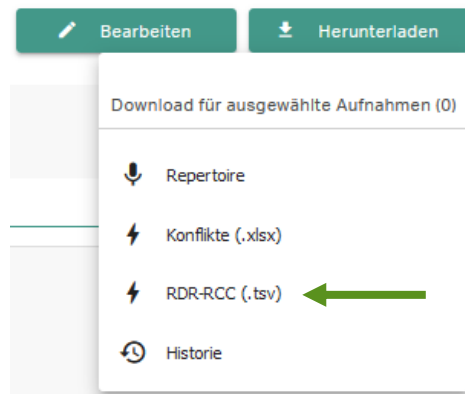 Bearbeiten
Herunterladen
Download für ausgewählte Aufnahmen (0)
Repertoire
Konflikte (.xlsx)
RDR-RCC (.tsv)
Historie